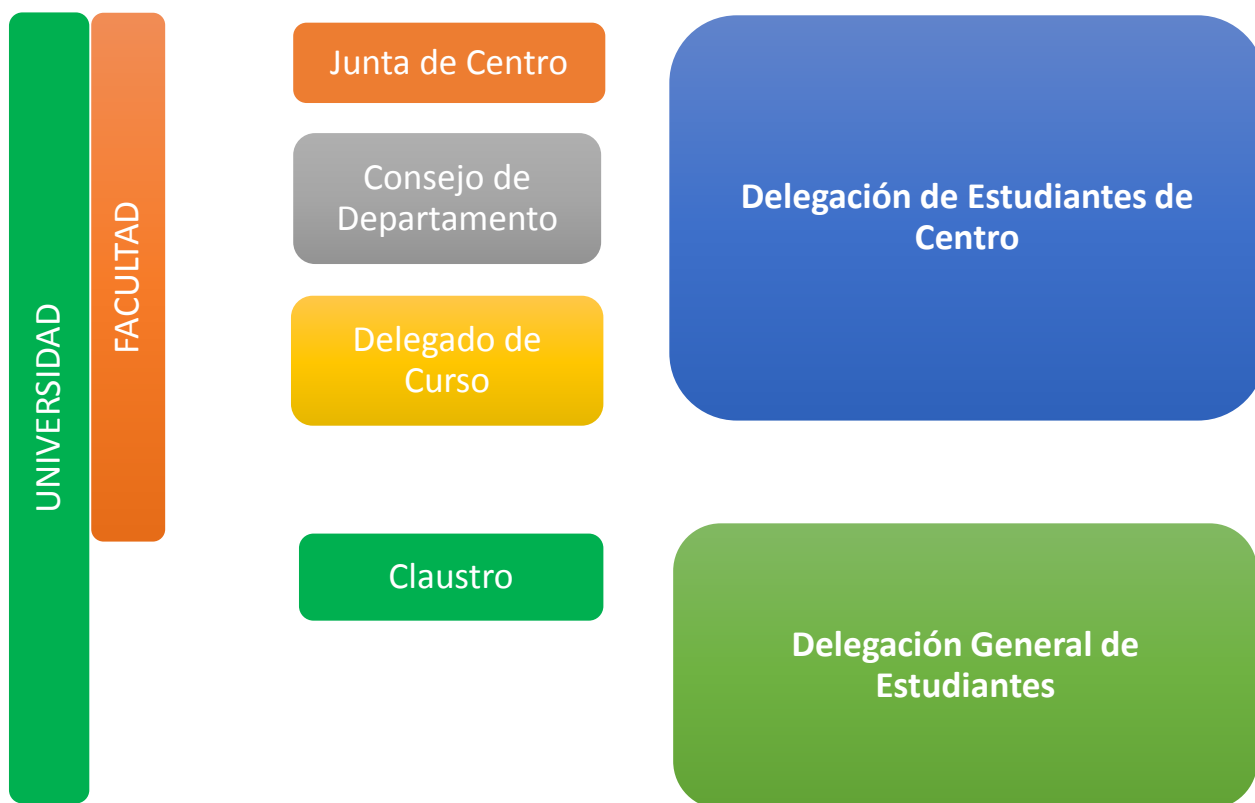 UNIVERSIDAD
FACULTAD
Junta de Centro
Consejo de
Departamento
Delegado de
Curso
Claustro
Delegación de Estudiantes de
Centro
Delegación General de
Estudiantes